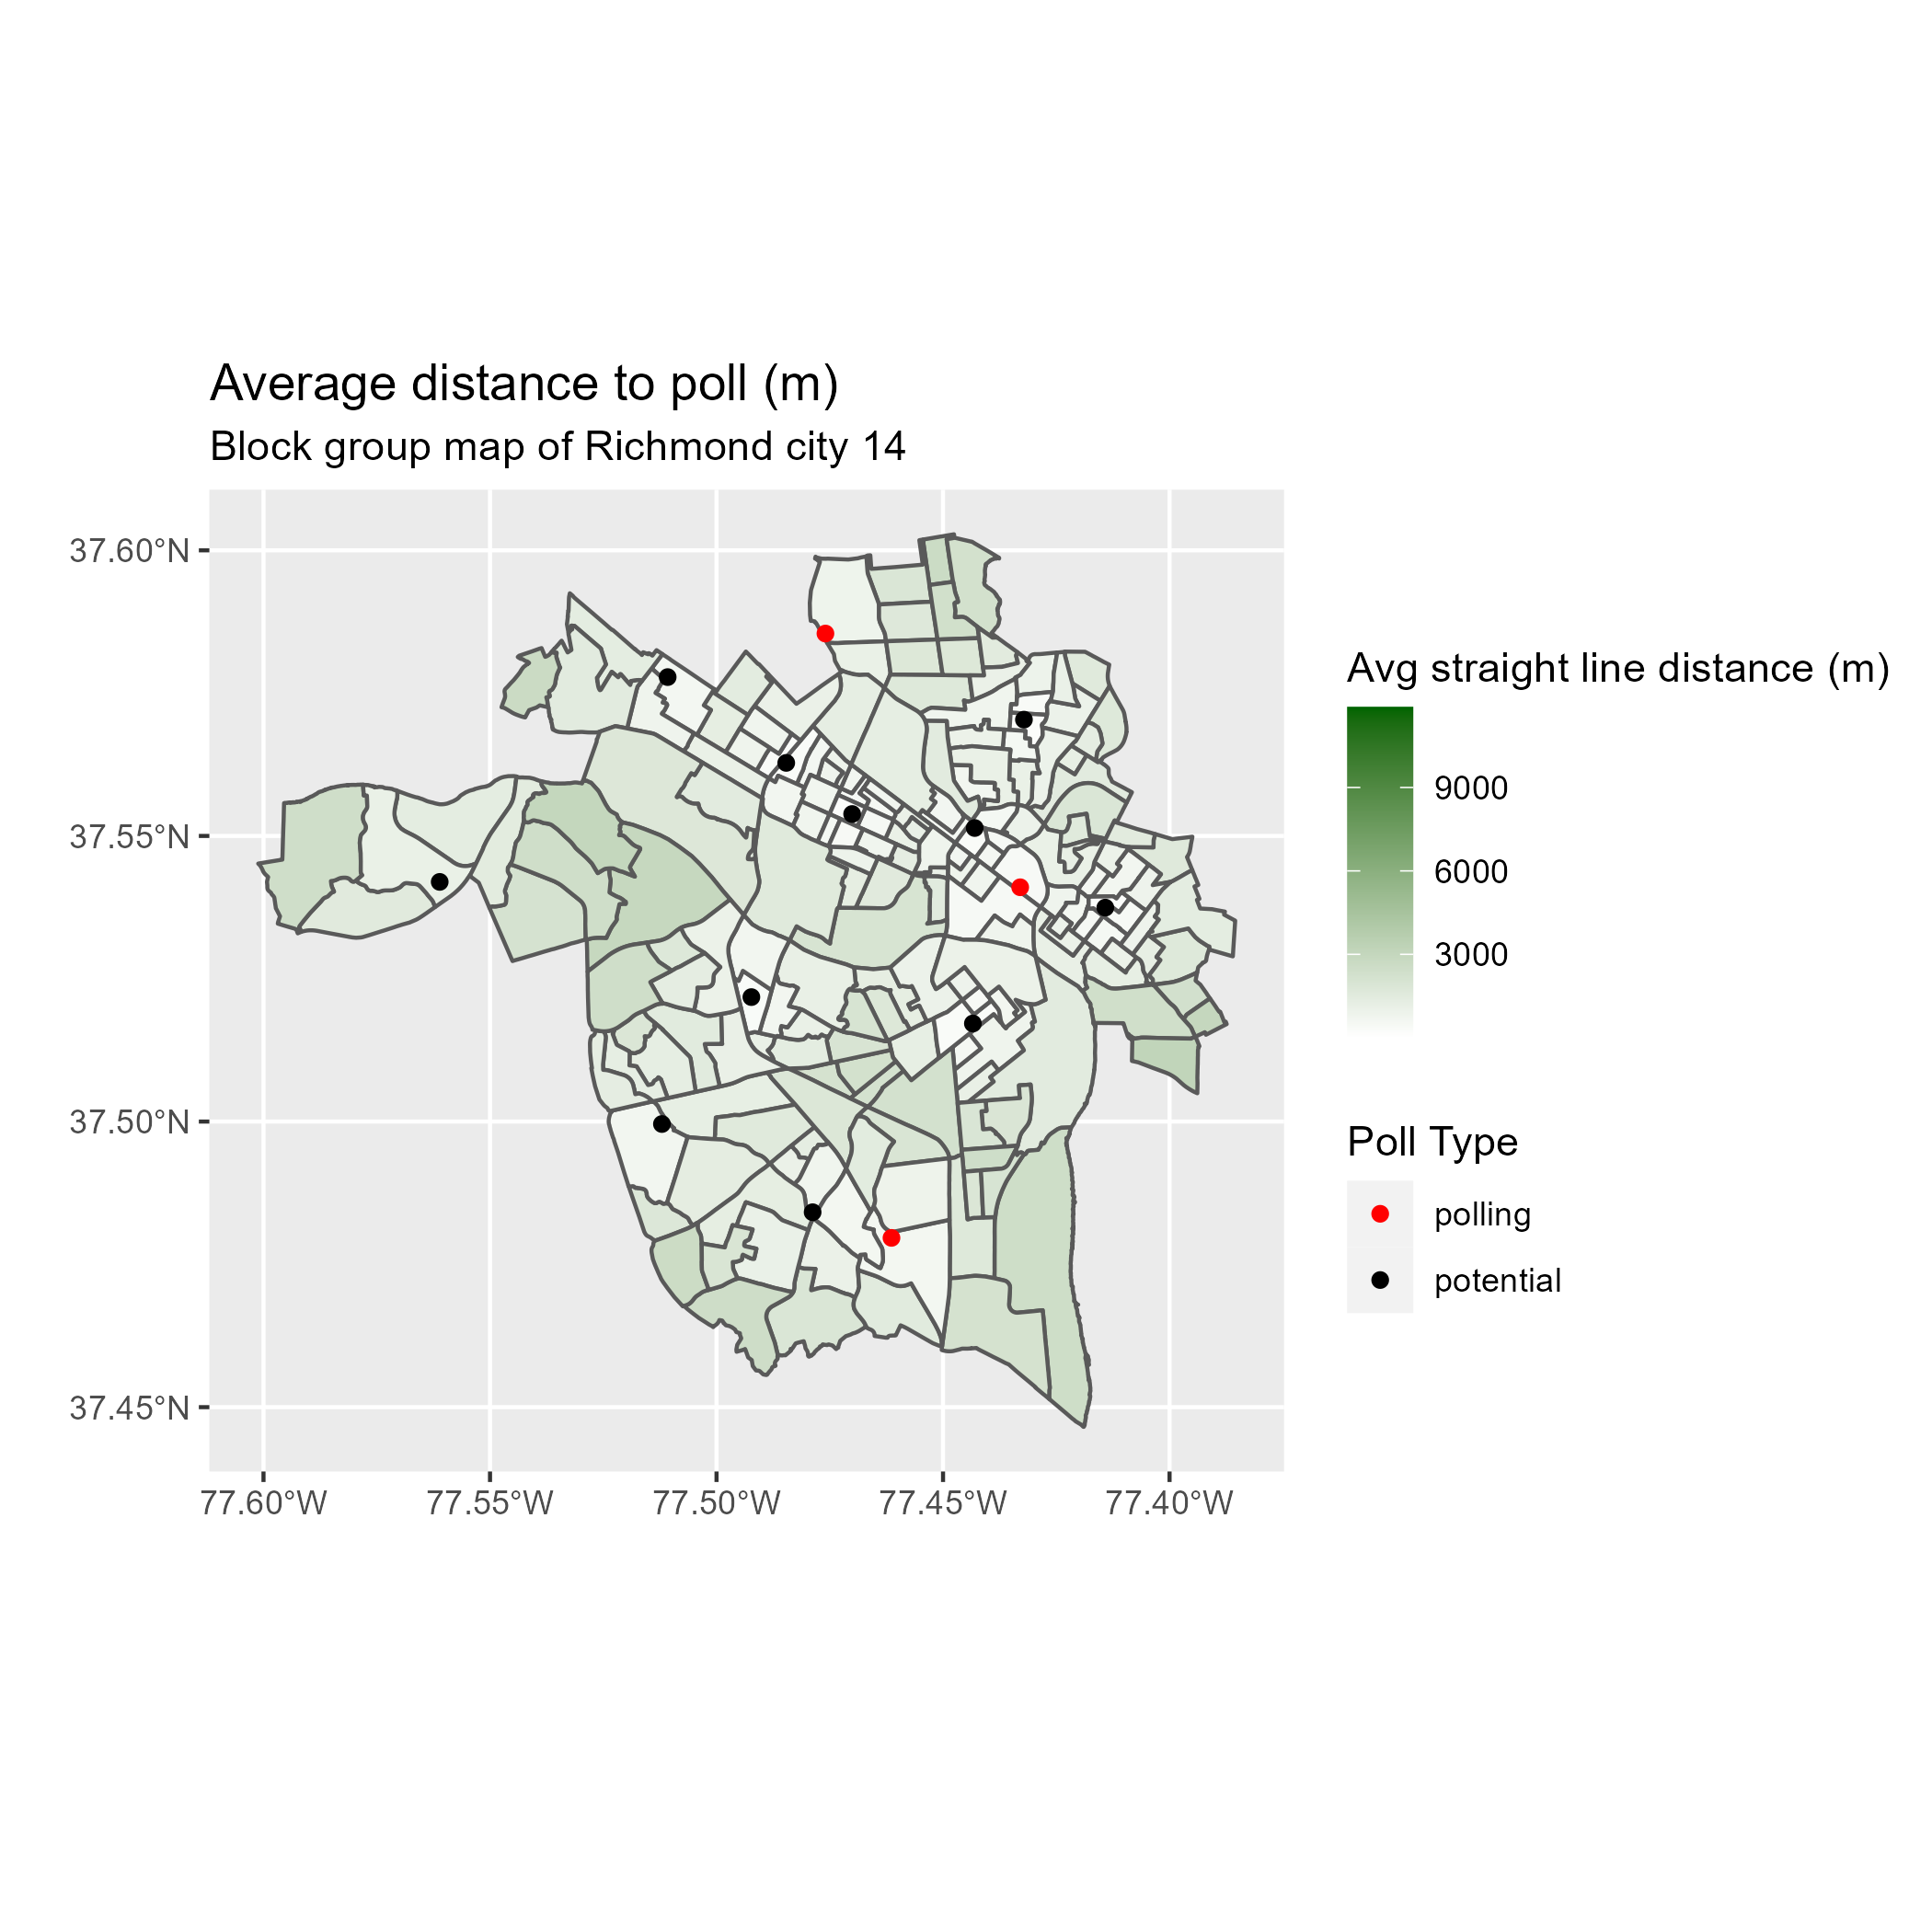 Average distance to poll (m)
Block group map of Richmond city 14
37.60°N
37.55°N
37.50°N
37.45°N
77.60°W 77.55°W 77.50°W 77.45°W 77.40°W
Avg straight line distance (m)
9000
6000
3000
Poll Type
polling
potential